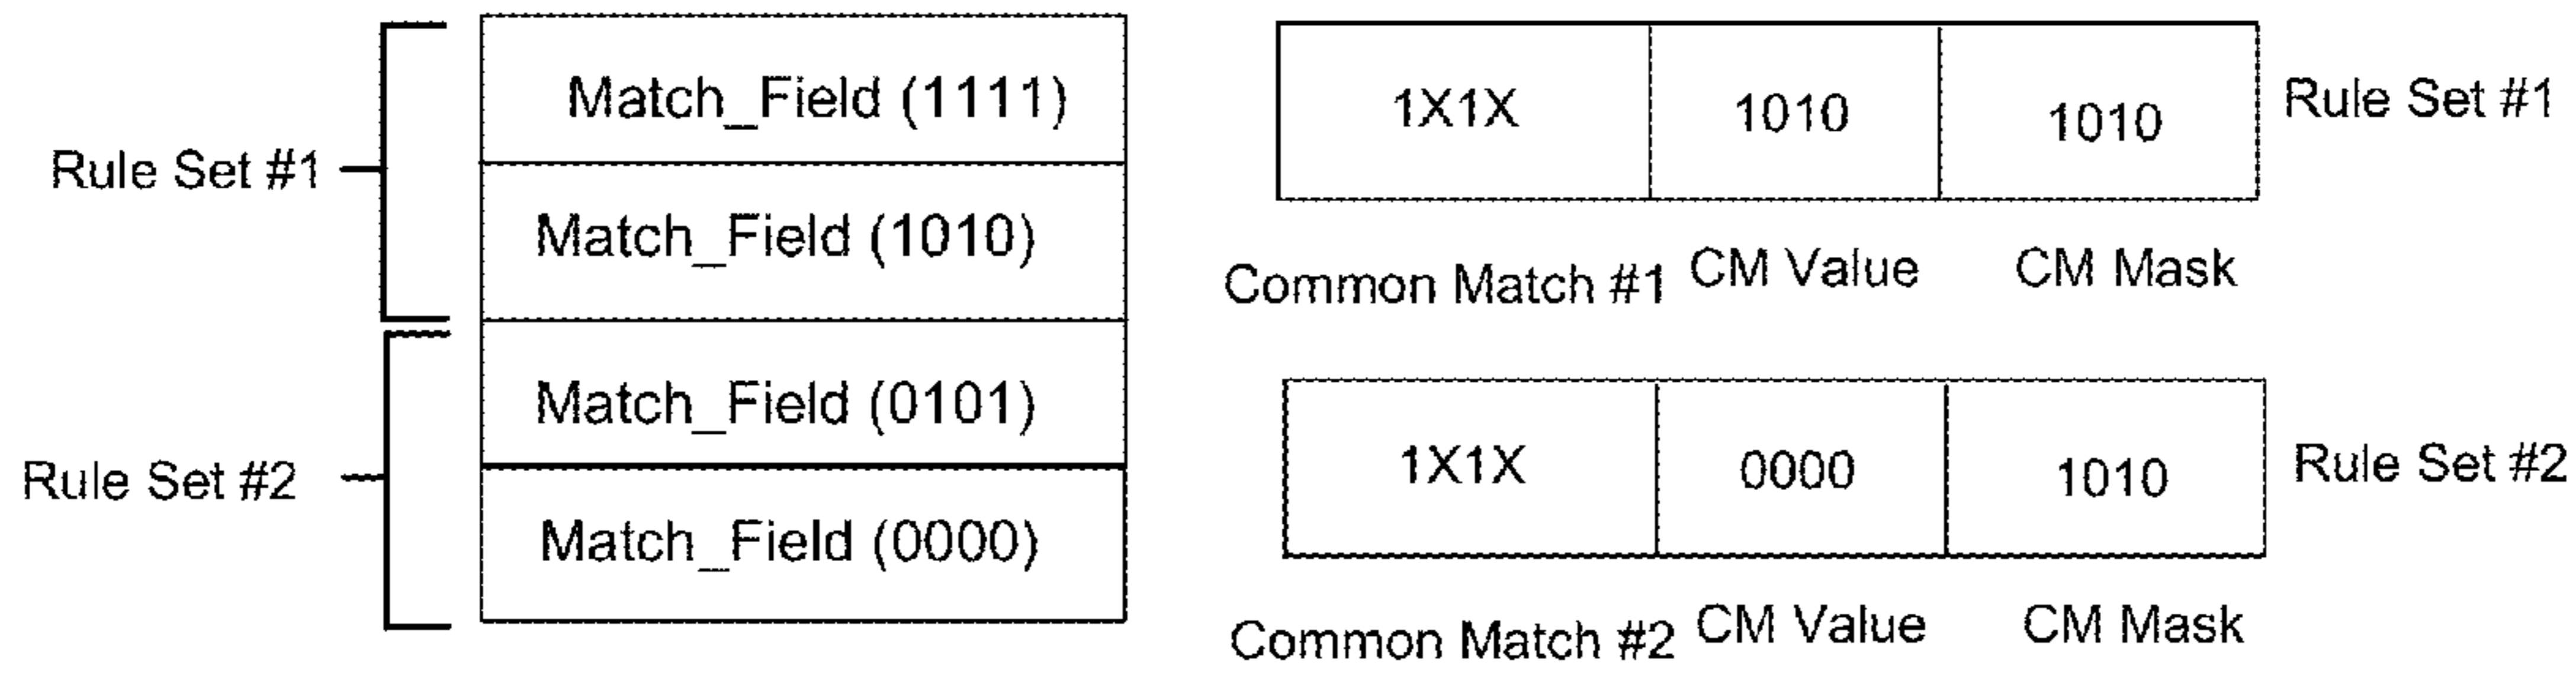 Rule Set #1
Match_Field (1111)
Match_Field (1010)
Rule Set #2
Match_Field (0101)
Match_Field (0000)
1X1X 1010 1010 Rule Set #1
Common Match #1 CM Value CM Mask
1X1X 0000 1010 Rule Set #2
Common Match #2 CM Value CM Mask